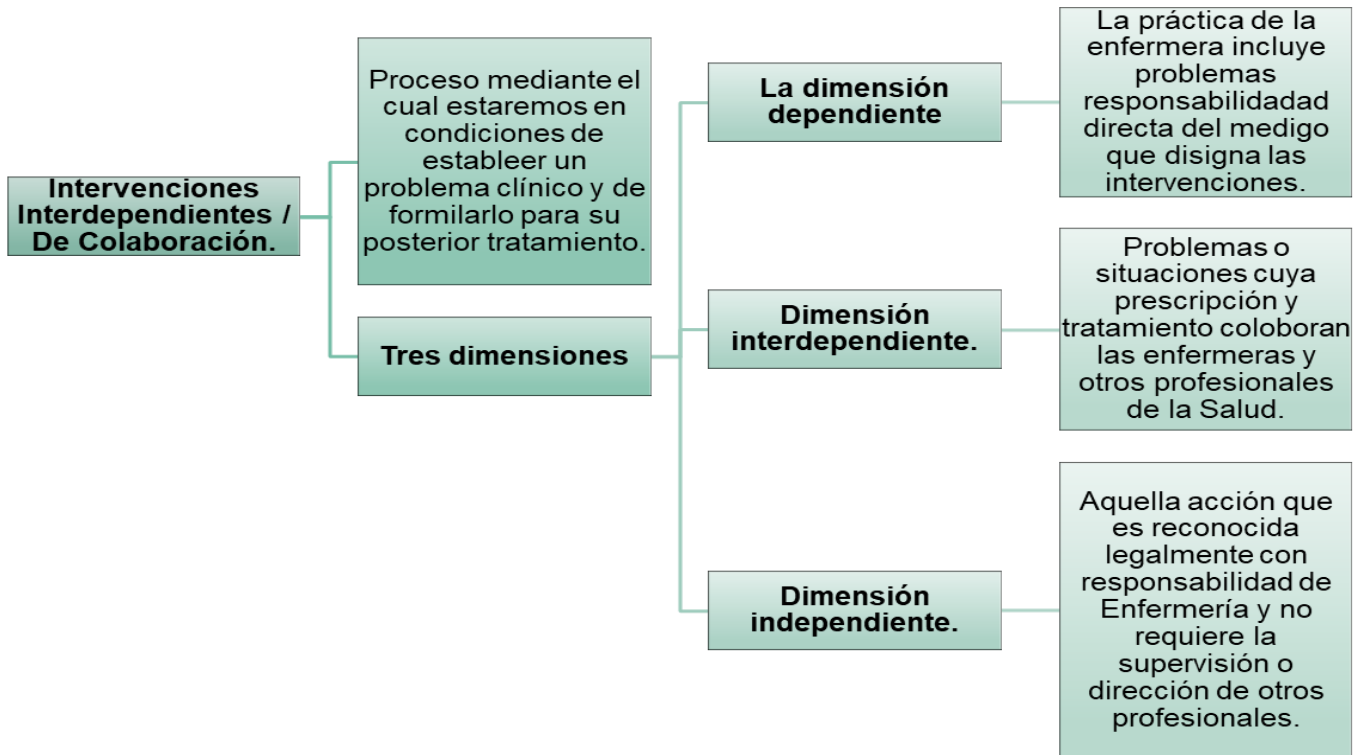 Intervenciones
Interdependientes /
De Colaboración.
Proceso mediante el
cual estaremos en
condiciones de
estableer un
problema clínico y de
formilarlo para su
posterior tratamiento.
Tres dimensiones
La dimensión
dependiente
La práctica de la
enfermera incluye
problemas
responsabilidadad
directa del medigo
que disigna las
intervenciones.
Dimensión
interdependiente.
Problemas o
situaciones cuya
prescripción y
tratamiento coloboran
las enfermeras y
otros profesionales
de la Salud.
Dimensión
independiente.
Aquella acción que
es reconocida
legalmente con
responsabilidad de
Enfermería y no
requiere la
supervisión o
dirección de otros
profesionales.